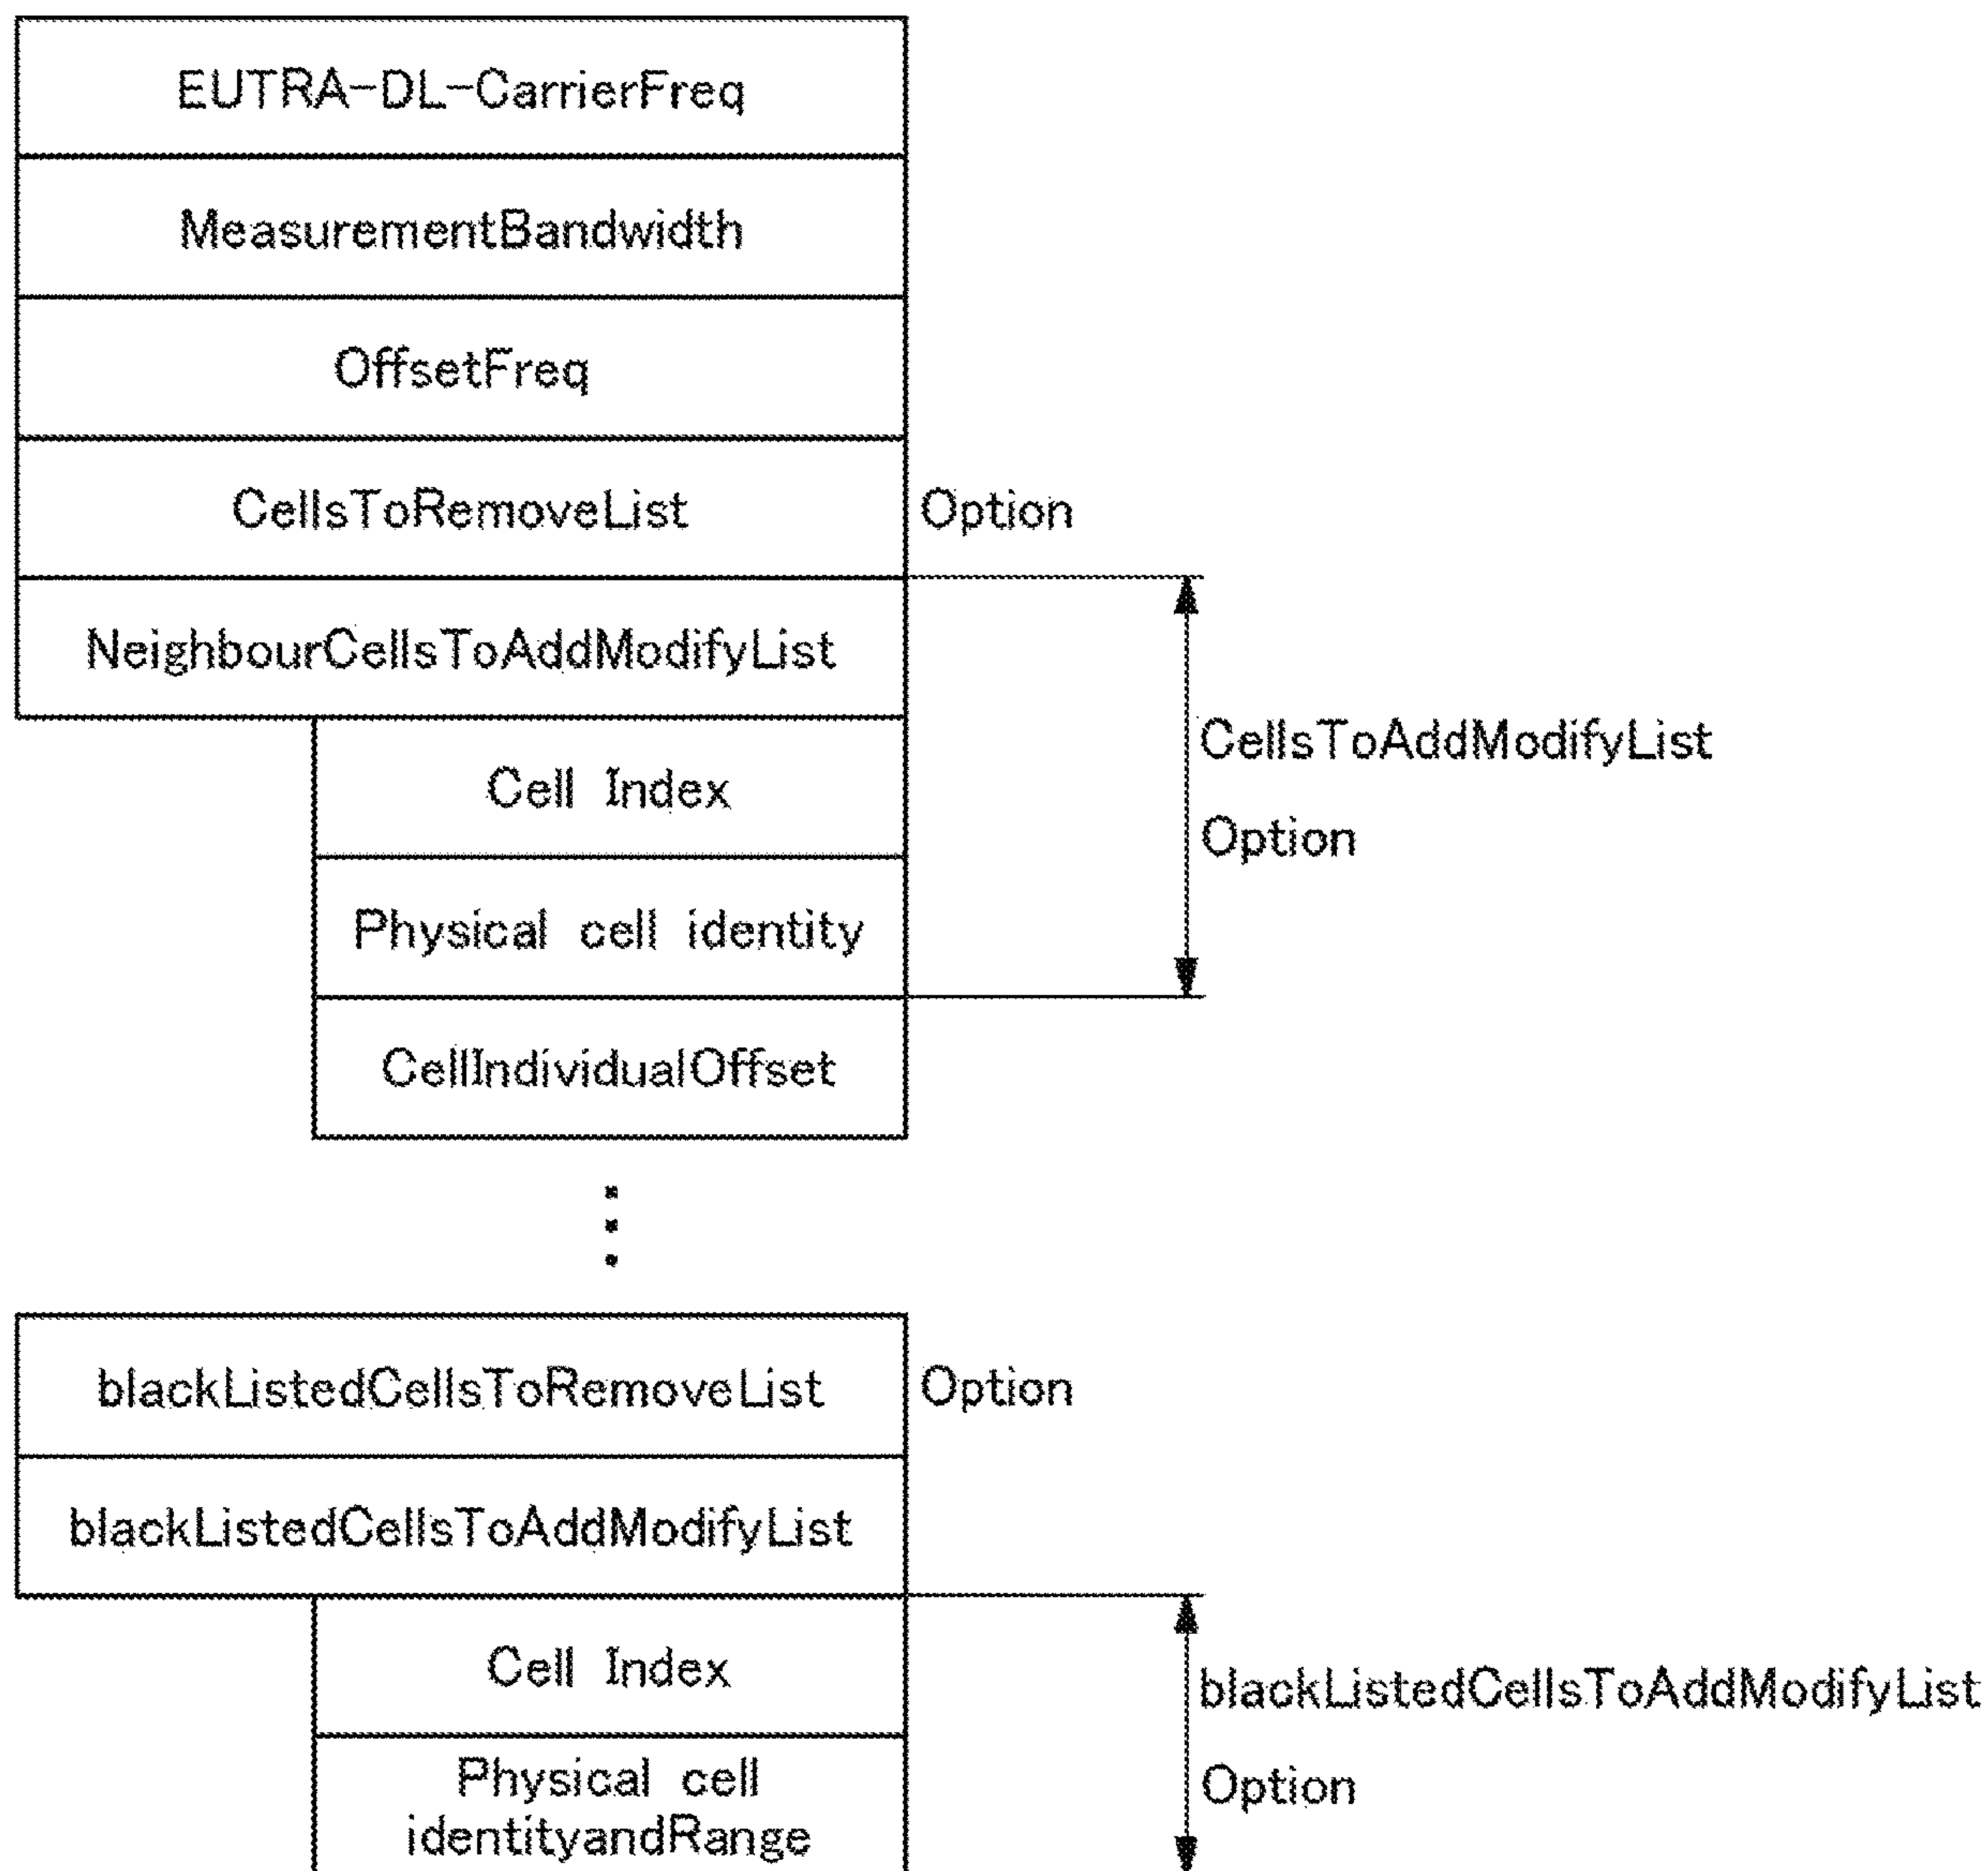 EUTRA-DL-CarrierFreq
MeasurementBandwidth
OffsetFreq
CellsToRemoveList
Option
NeighbourCellsToAddModifyList
Cell Index
CellsToAddModifyList
Option
Physical cell identity
CellIndividualOffset
blackListedCellsToRemoveList
Option
blackListedCellsToAddModifyList
Cell Index
blackListedCellsToAddModifyList
Physical cell
identityandRange
Option